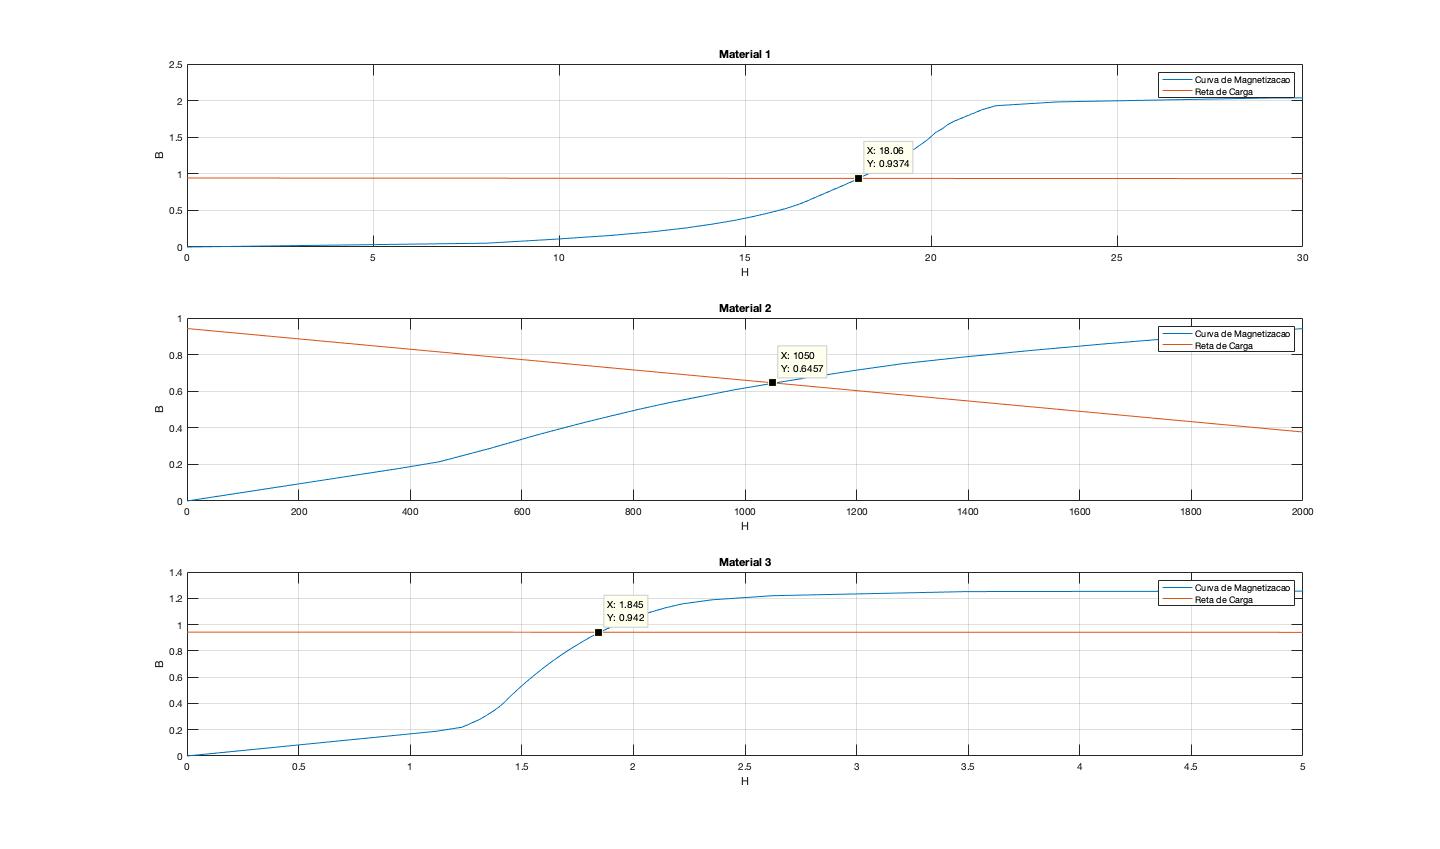 Material 1
2.5
2
1.5
1
0.5
0
B
Curva de Magnetizacao
Reta de Carga
X: 18.06
Y: 0.9374
0 5 10 15 20 25 30
H
Material 2
1
0.8
0.6
0.4
0.2
0
B
Curva de Magnetizacao
Reta de Carga
X: 1050
Y: 0.6457
0 200 400 600 800 1000 1200 1400 1600 1800 2000
H
Material 3
1.4
1.2
1
0.8
0.6
0.4
0.2
0
B
Curva de Magnetizacao
Reta de Carga
X: 1.845
Y: 0.942
0 0.5 1 1.5 2 2.5 3 3.5 4 4.5 5
H